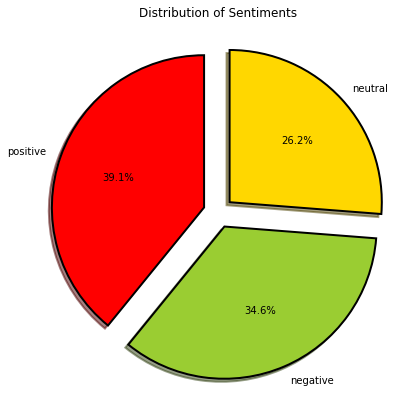 Distribution of Sentiments
neutral
26.2%
positive
39.1%
34.6%
negative